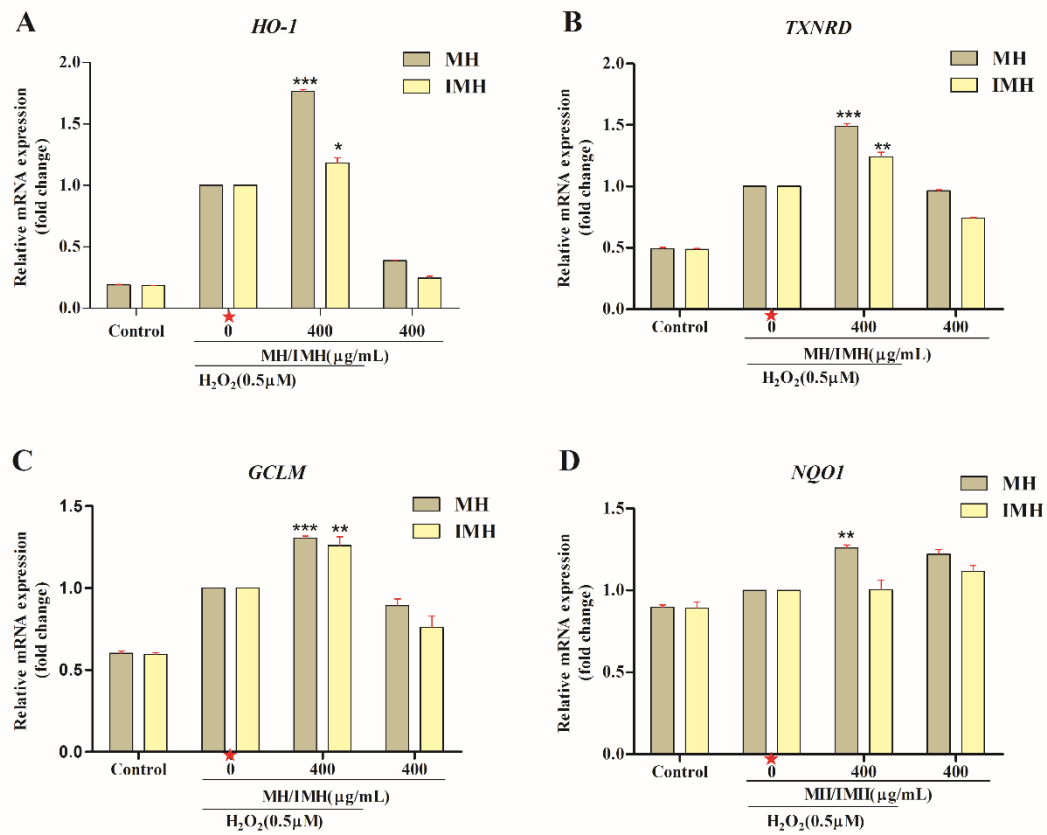 A
HO-1
MH
IMH
Relative mRNA expression
(fold change)
2.0
1.5
1.0
0.5
0.0
***
*
Control
0
400
400
MH/IMH(μg/mL)
H₂O₂(0.5μM)
B
TXNRD
MH
IMH
Relative mRNA expression
(fold change)
2.0
1.5
1.0
0.5
0.0
***
**
Control
0
400
400
MH/IMH(μg/mL)
H₂O₂(0.5μM)
C
GCLM
MH
IMH
Relative mRNA expression
(fold change)
1.5
1.0
0.5
0.0
***
**
Control
0
400
400
MH/IMH(μg/mL)
H₂O₂(0.5μM)
D
NQO1
MH
IMH
Relative mRNA expression
(fold change)
1.5
1.0
0.5
0.0
**
Control
0
400
400
MH/IMH(μg/mL)
H₂O₂(0.5μM)